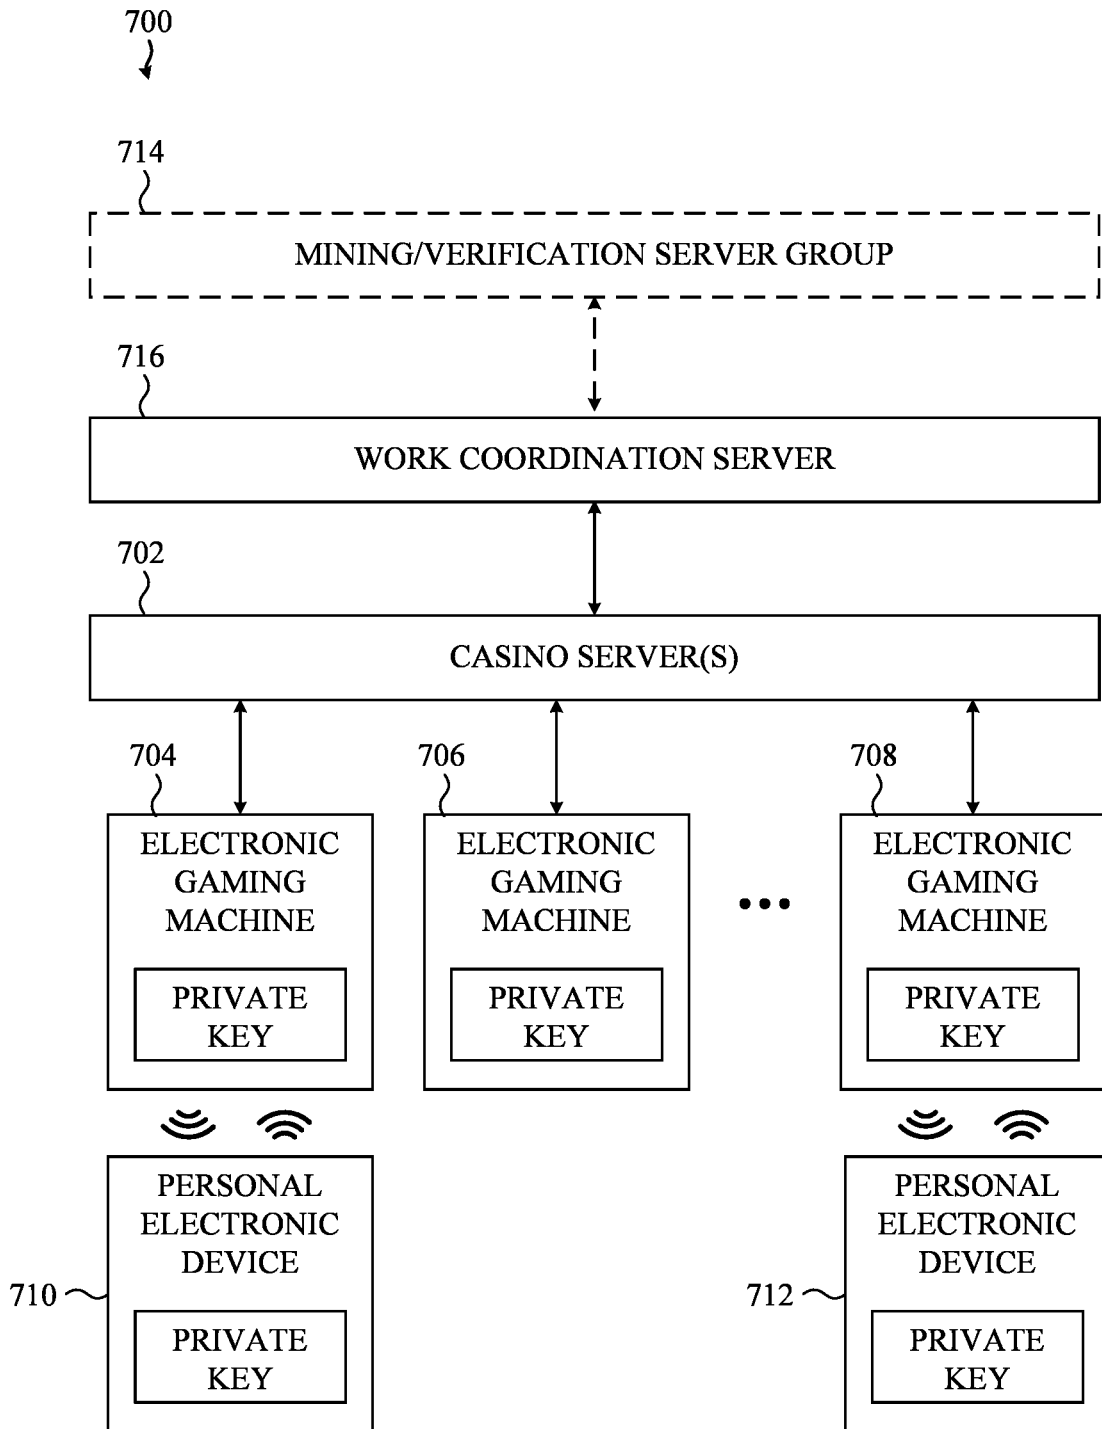 700
714
MINING/VERIFICATION SERVER GROUP
716
WORK COORDINATION SERVER
702
CASINO SERVER(S)
704
706
708
ELECTRONIC
GAMING
MACHINE
PRIVATE
KEY
ELECTRONIC
GAMING
MACHINE
PRIVATE
KEY
ELECTRONIC
GAMING
MACHINE
PRIVATE
KEY
PERSONAL
ELECTRONIC
DEVICE
710
PRIVATE
KEY
PERSONAL
ELECTRONIC
DEVICE
712
PRIVATE
KEY